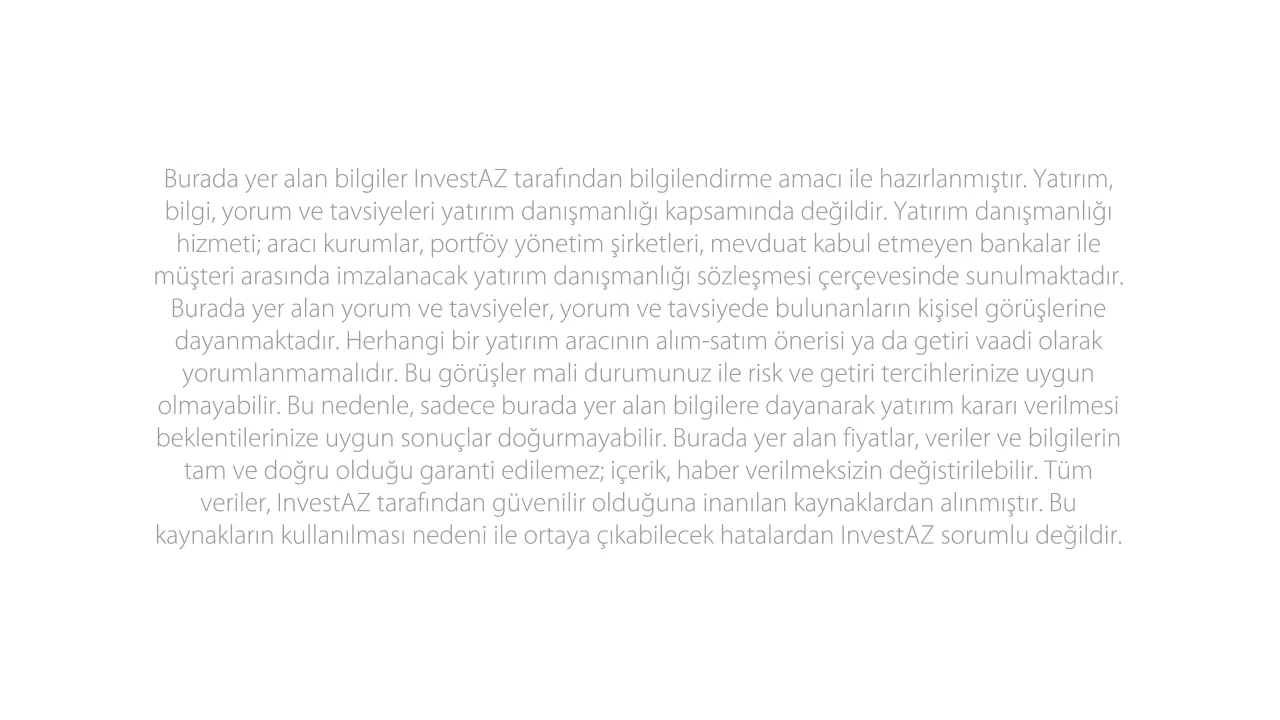 Burada yer alan bilgiler InvestAZ tarafından bilgilendirme amacı ile hazırlanmıştır. Yatırım,
bilgi, yorum ve tavsiyeleri yatırım danışmanlığı kapsamında değildir. Yatırım danışmanlığı
hizmeti; aracı kurumlar, portföy yönetim şirketleri, mevduat kabul etmeyen bankalar ile
müşteri arasında imzalanacak yatırım danışmanlığı sözleşmesi çerçevesinde sunulmaktadır.
Burada yer alan yorum ve tavsiyeler, yorum ve tavsiyede bulunanların kişisel görüşlerine
dayanmaktadır. Herhangi bir yatırım aracının alım-satım önerisi ya da getiri vaadi olarak
yorumlanmamalıdır. Bu görüşler mali durumunuz ile risk ve getiri tercihlerinize uygun
olmayabilir. Bu nedenle, sadece burada yer alan bilgilere dayanarak yatırım kararı verilmesi
beklentilerinize uygun sonuçlar doğurmayabilir. Burada yer alan fiyatlar, veriler ve bilgilerin
tam ve doğru olduğu garanti edilemez; içerik, haber verilmeksizin değistirilebilir. Tüm
veriler, InvestAZ tarafından güvenilir olduğuna inanılan kaynaklardan alınmıştır. Bu
kaynakların kullanılması nedeni ile ortaya çıkabilecek hatalardan InvestAZ sorumlu değildir.